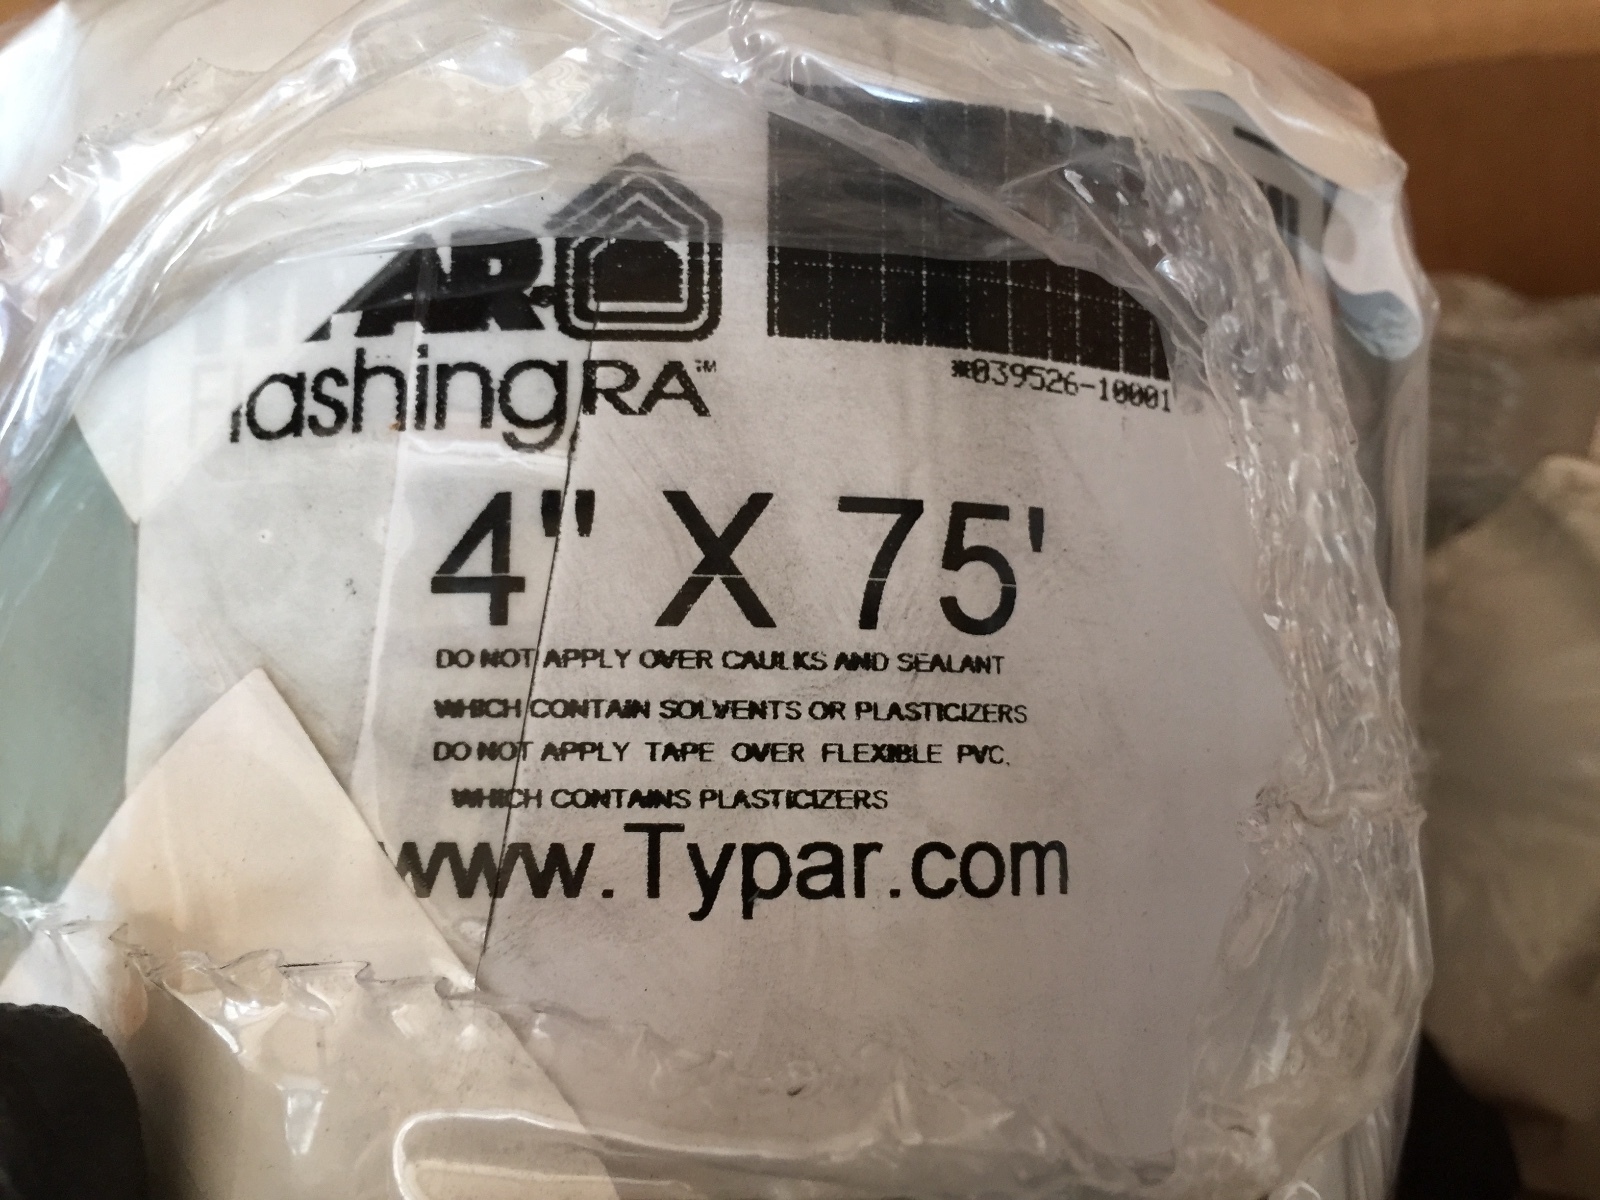 TYPAR®
FlashingRA™
*039526-10001
4" X 75'
DO NOT APPLY OVER CAULKS AND SEALANT
WHICH CONTAIN SOLVENTS OR PLASTICIZERS
DO NOT APPLY TAPE OVER FLEXIBLE PVC.
WHICH CONTAINS PLASTICIZERS
www.Typar.com